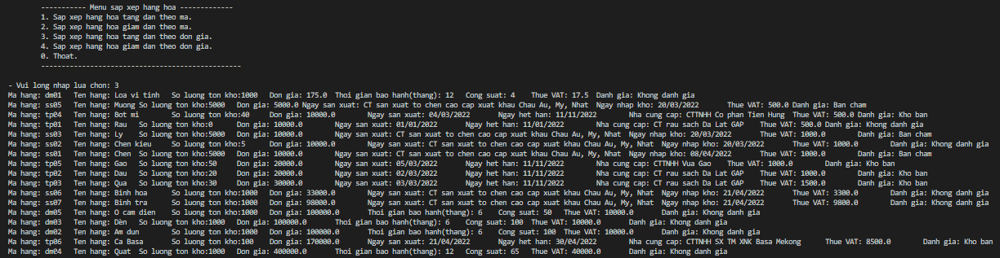 ----------- Menu sap xep hang hoa -------------
1. Sap xep hang hoa tang dan theo ma.
2. Sap xep hang hoa giam dan theo ma.
3. Sap xep hang hoa tang dan theo don gia.
4. Sap xep hang hoa giam dan theo don gia.
0. Thoat.
-------------------------------------------------
- Vui long nhap lua chon: 3
Ma hang: dm01 Ten hang: Loa vi tinh So luong ton kho:1000 Don gia: 175.0 Thoi gian bao hanh(thang): 12 Cong suat: 4 Thue VAT: 17.5 Danh gia: Khong danh gia
Ma hang: ss05 Ten hang: Muong So luong ton kho:5000 Don gia: 5000.0 Ngay san xuat: CT san xuat to chen cao cap xuat khau Chau Au, My, Nhat Ngay nhap kho: 20/03/2022 Thue VAT: 500.0 Danh gia: Ban cham
Ma hang: tp04 Ten hang: Bot mi So luong ton kho:40 Don gia: 10000.0 Ngay san xuat: 04/03/2022 Ngay het han: 11/11/2022 Nha cung cap: CTTNHH Co phan Tien Hung Thue VAT: 500.0 Danh gia: Kho ban
Ma hang: tp01 Ten hang: Rau So luong ton kho:0 Don gia: 10000.0 Ngay san xuat: 01/01/2022 Ngay het han: 11/01/2022 Nha cung cap: CT rau sach Da Lat GAP Thue VAT: 500.0 Danh gia: Khong danh gia
Ma hang: ss03 Ten hang: Ly So luong ton kho:5000 Don gia: 10000.0 Ngay san xuat: CT san xuat to chen cao cap xuat khau Chau Au, My, Nhat Ngay nhap kho: 20/03/2022 Thue VAT: 1000.0 Danh gia: Ban cham
Ma hang: ss02 Ten hang: Chen kieu So luong ton kho:5 Don gia: 10000.0 Ngay san xuat: CT san xuat to chen cao cap xuat khau Chau Au, My, Nhat Ngay nhap kho: 20/03/2022 Thue VAT: 1000.0 Danh gia: Khong danh gia
Ma hang: ss01 Ten hang: Chen So luong ton kho:5000 Don gia: 10000.0 Ngay san xuat: CT san xuat to chen cao cap xuat khau Chau Au, My, Nhat Ngay nhap kho: 08/04/2022 Thue VAT: 1000.0 Danh gia: Ban cham
Ma hang: tp05 Ten hang: Gao So luong ton kho:50 Don gia: 20000.0 Ngay san xuat: 05/03/2022 Ngay het han: 11/11/2022 Nha cung cap: CTTNHH Vua Gao Thue VAT: 1000.0 Danh gia: Kho ban
Ma hang: tp02 Ten hang: Dau So luong ton kho:20 Don gia: 20000.0 Ngay san xuat: 02/03/2022 Ngay het han: 11/11/2022 Nha cung cap: CT rau sach Da Lat GAP Thue VAT: 1000.0 Danh gia: Kho ban
Ma hang: tp03 Ten hang: Qua So luong ton kho:30 Don gia: 30000.0 Ngay san xuat: 03/03/2022 Ngay het han: 11/11/2022 Nha cung cap: CT rau sach Da Lat GAP Thue VAT: 1500.0 Danh gia: Kho ban
Ma hang: ss06 Ten hang: Binh hoa So luong ton kho:1000 Don gia: 33000.0 Ngay san xuat: CT san xuat to chen cao cap xuat khau Chau Au, My, Nhat Ngay nhap kho: 21/04/2022 Thue VAT: 3300.0 Danh gia: Khong danh gia
Ma hang: ss07 Ten hang: Binh tra So luong ton kho:1000 Don gia: 98000.0 Ngay san xuat: CT san xuat to chen cao cap xuat khau Chau Au, My, Nhat Ngay nhap kho: 21/04/2022 Thue VAT: 9800.0 Danh gia: Khong danh gia
Ma hang: dm05 Ten hang: O cam dien So luong ton kho:1000 Don gia: 100000.0 Thoi gian bao hanh(thang): 6 Cong suat: 50 Thue VAT: 10000.0 Danh gia: Khong danh gia
Ma hang: dm03 Ten hang: Dèn So luong ton kho:1000 Don gia: 100000.0 Thoi gian bao hanh(thang): 6 Cong suat: 100 Thue VAT: 10000.0 Danh gia: Khong danh gia
Ma hang: dm02 Ten hang: Am dun So luong ton kho:1000 Don gia: 100000.0 Thoi gian bao hanh(thang): 6 Cong suat: 100 Thue VAT: 10000.0 Danh gia: Khong danh gia
Ma hang: tp06 Ten hang: Ca Basa So luong ton kho:100 Don gia: 170000.0 Ngay san xuat: 21/04/2022 Ngay het han: 30/04/2022 Nha cung cap: CTTNHH SX TM XNK Basa Mekong Thue VAT: 8500.0 Danh gia: Kho ban
Ma hang: dm04 Ten hang: Quat So luong ton kho:1000 Don gia: 400000.0 Thoi gian bao hanh(thang): 12 Cong suat: 65 Thue VAT: 40000.0 Danh gia: Khong danh gia